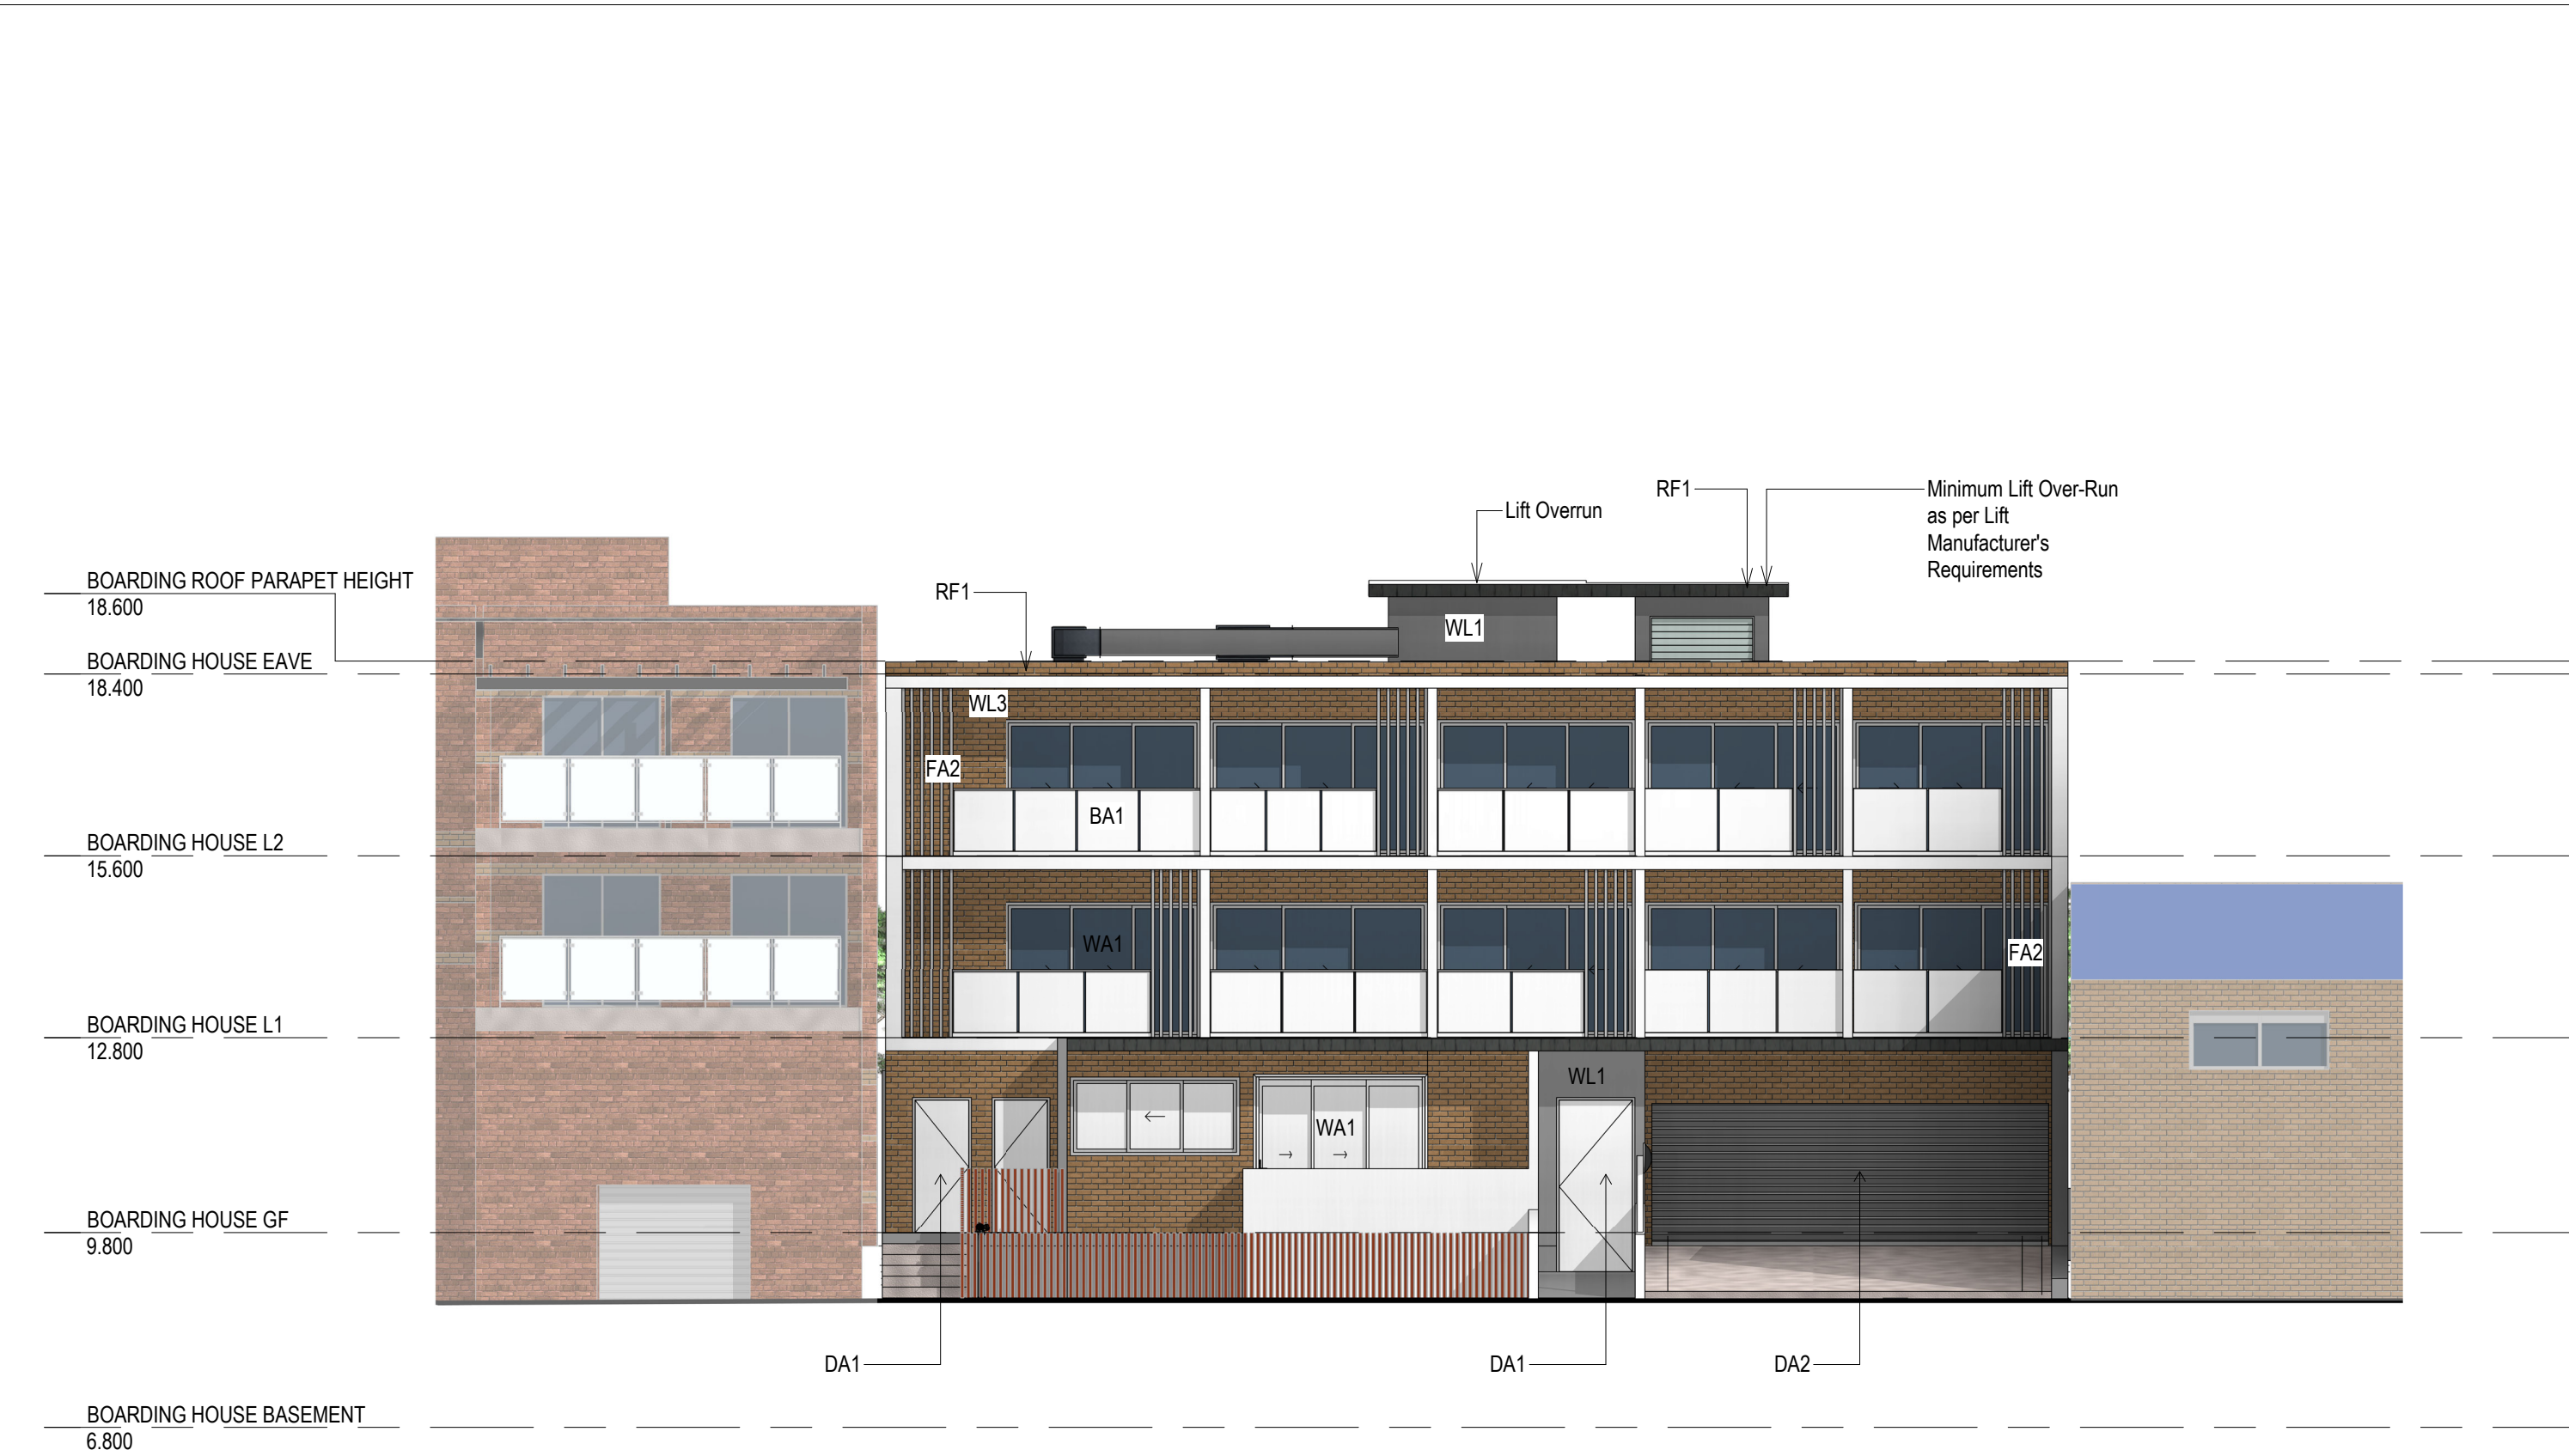 RF1
Minimum Lift Over-Run
as per Lift
Manufacturer's
Requirements
Lift Overrun
BOARDING ROOF PARAPET HEIGHT
18.600
RF1
WL1
BOARDING HOUSE EAVE
18.400
WL3
FA2
BA1
BOARDING HOUSE L2
15.600
WA1
FA2
BOARDING HOUSE L1
12.800
WL1
WA1
BOARDING HOUSE GF
9.800
DA1
DA1
DA2
BOARDING HOUSE BASEMENT
6.800